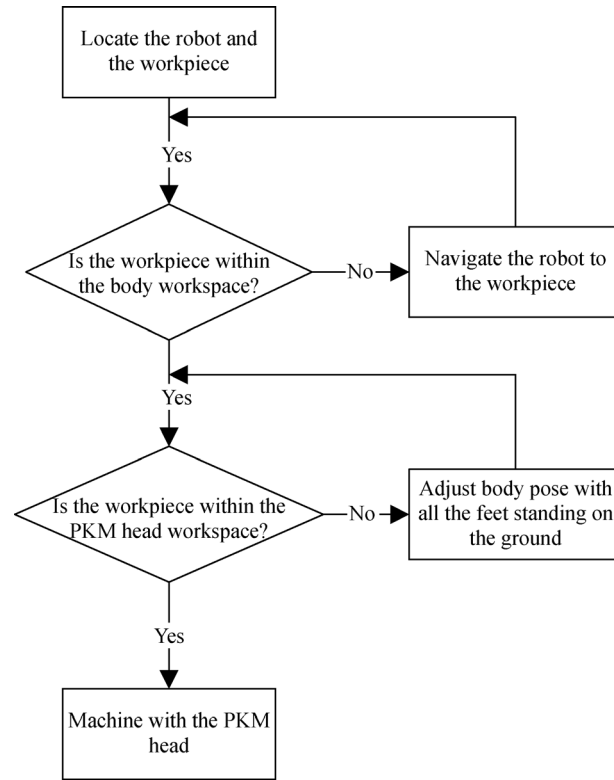 Locate the robot and
the workpiece
Yes
Is the workpiece within
the body workspace?
No
Navigate the robot to
the workpiece
Yes
Is the workpiece within the
PKM head workspace?
No
Adjust body pose with
all the feet standing on
the ground
Yes
Machine with the PKM
head